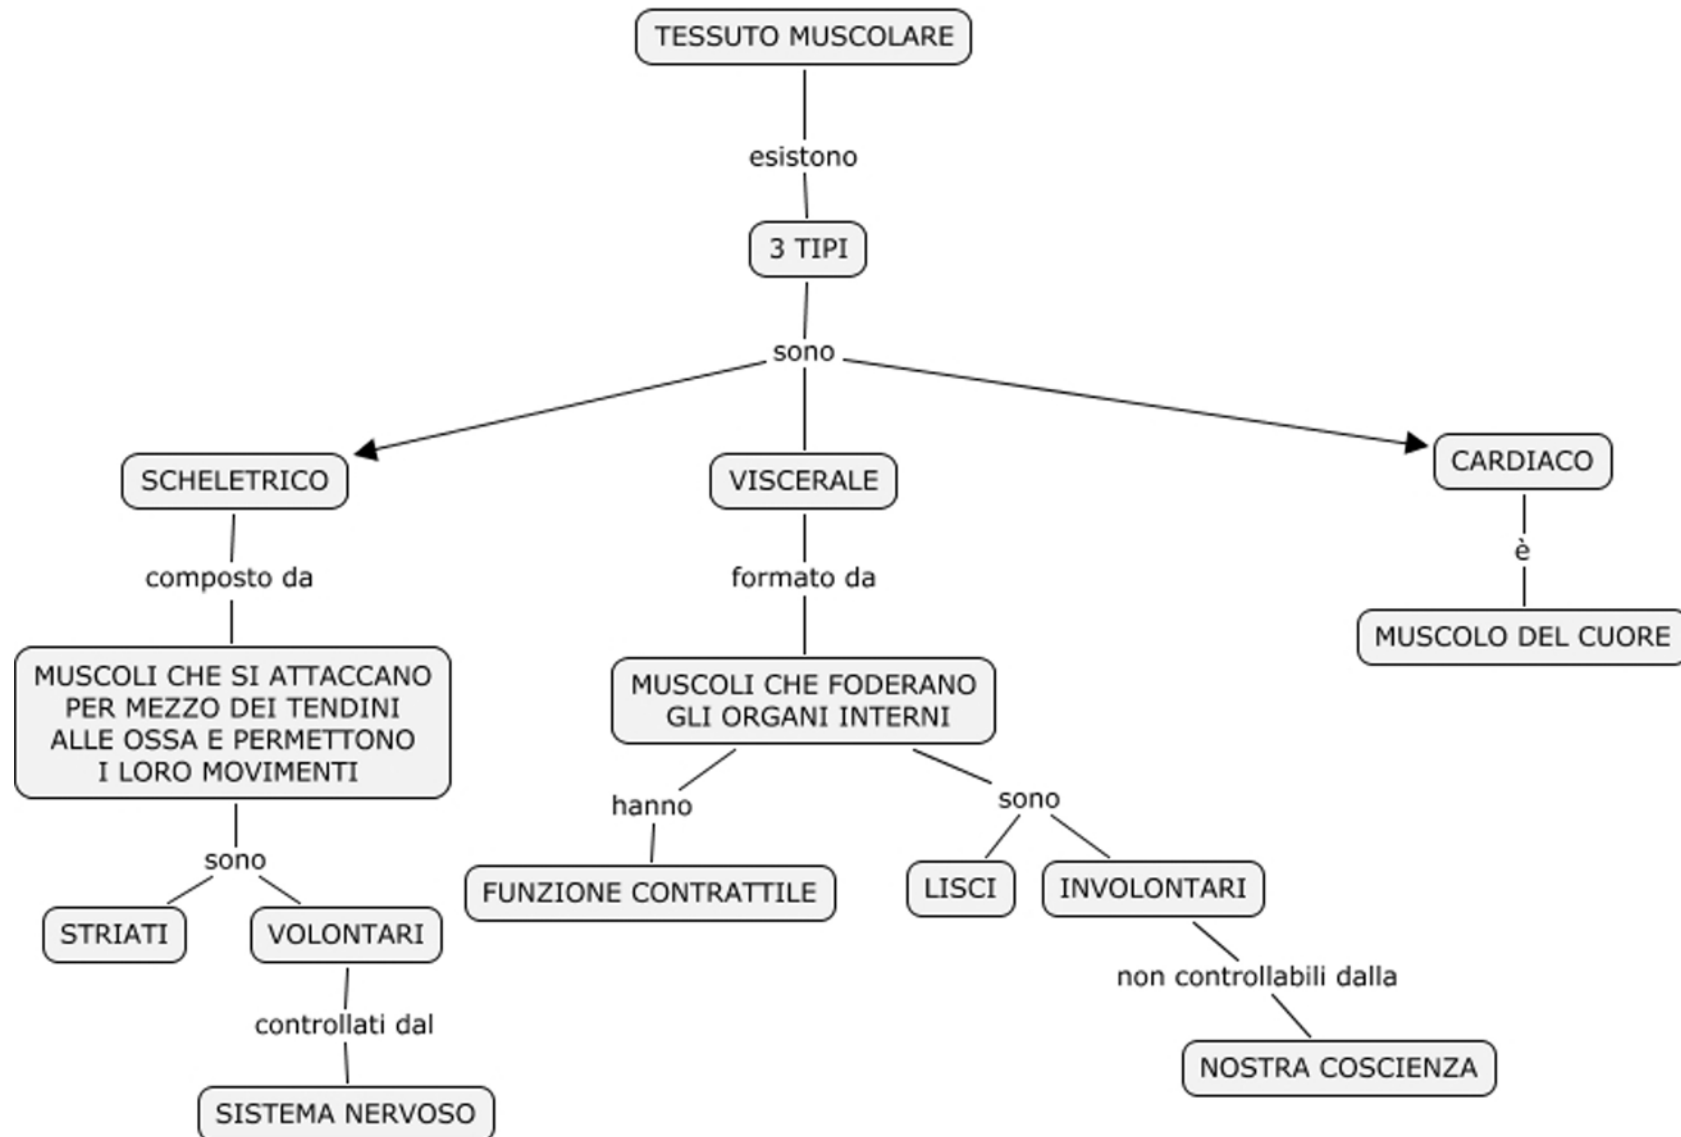 TESSUTO MUSCOLARE
esistono
3 TIPI
sono
SCHELETRICO
VISCERALE
CARDIACO
composto da
formato da
è
MUSCOLI CHE SI ATTACCANO
PER MEZZO DEI TENDINI
ALLE OSSA E PERMETTONO
I LORO MOVIMENTI
MUSCOLI CHE FODERANO
GLI ORGANI INTERNI
MUSCOLO DEL CUORE
sono
hanno
sono
STRIATI
VOLONTARI
FUNZIONE CONTRATTILE
LISCI
INVOLONTARI
controllati dal
non controllabili dalla
SISTEMA NERVOSO
NOSTRA COSCIENZA